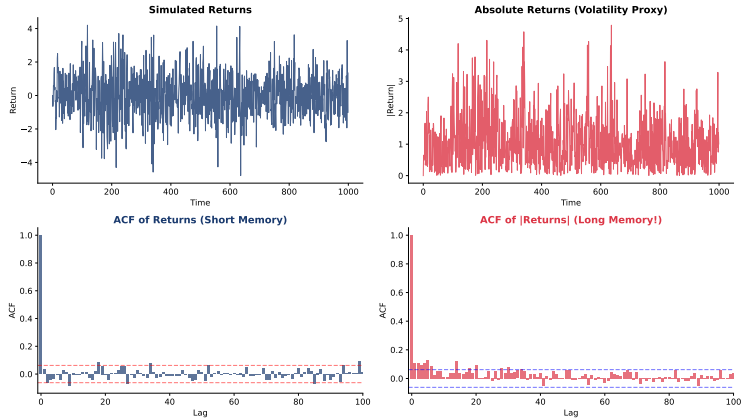 Simulated Returns
Return
4
2
0
−2
−4
0 200 400 600 800 1000
Time
Absolute Returns (Volatility Proxy)
|Return|
5
4
3
2
1
0
0 200 400 600 800 1000
Time
ACF of Returns (Short Memory)
ACF
1.0
0.8
0.6
0.4
0.2
0.0
0 20 40 60 80 100
Lag
ACF of |Returns| (Long Memory!)
ACF
1.0
0.8
0.6
0.4
0.2
0.0
0 20 40 60 80 100
Lag